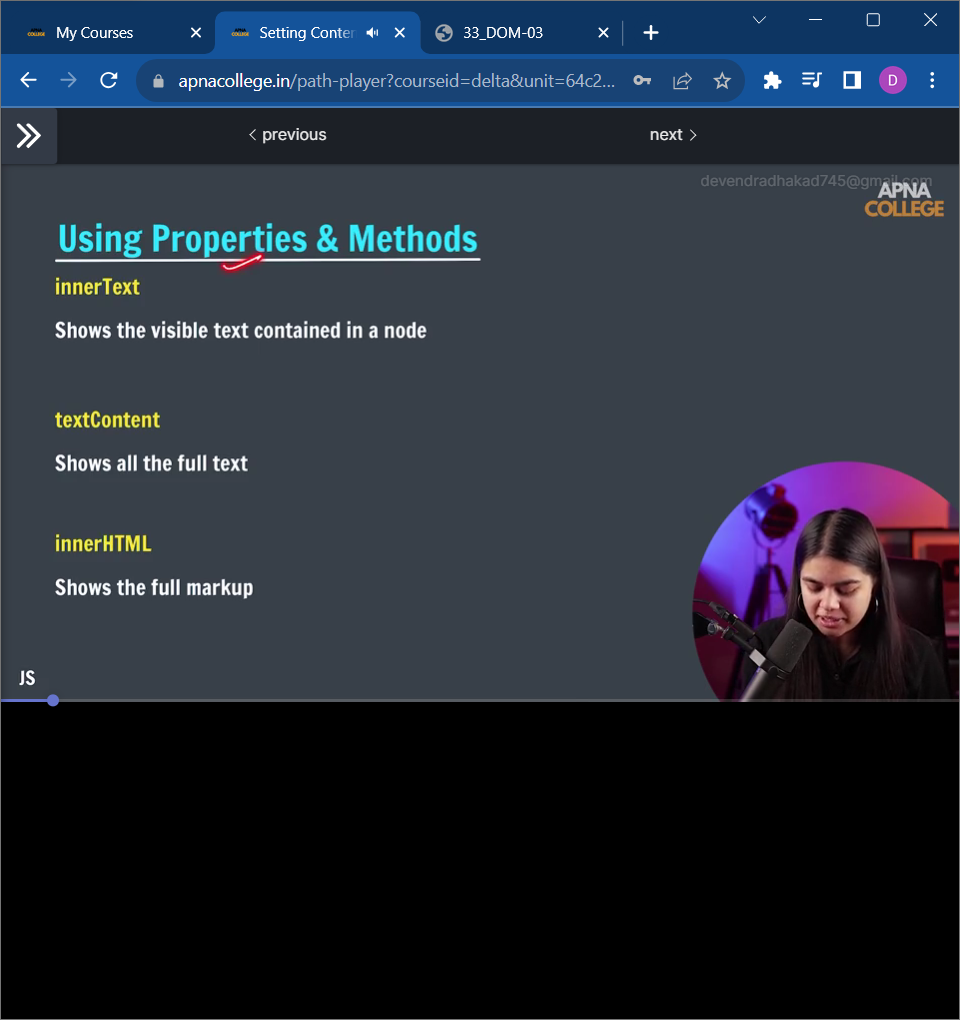 My Courses
Setting Conter
33_DOM-03
apnacollege.in/path-player?courseid=delta&unit=64c2...
D
previous
next
devendradhakad745@gmail.com
APNA
COLLEGE
Using Properties & Methods
innerText
Shows the visible text contained in a node
textContent
Shows all the full text
innerHTML
Shows the full markup
JS